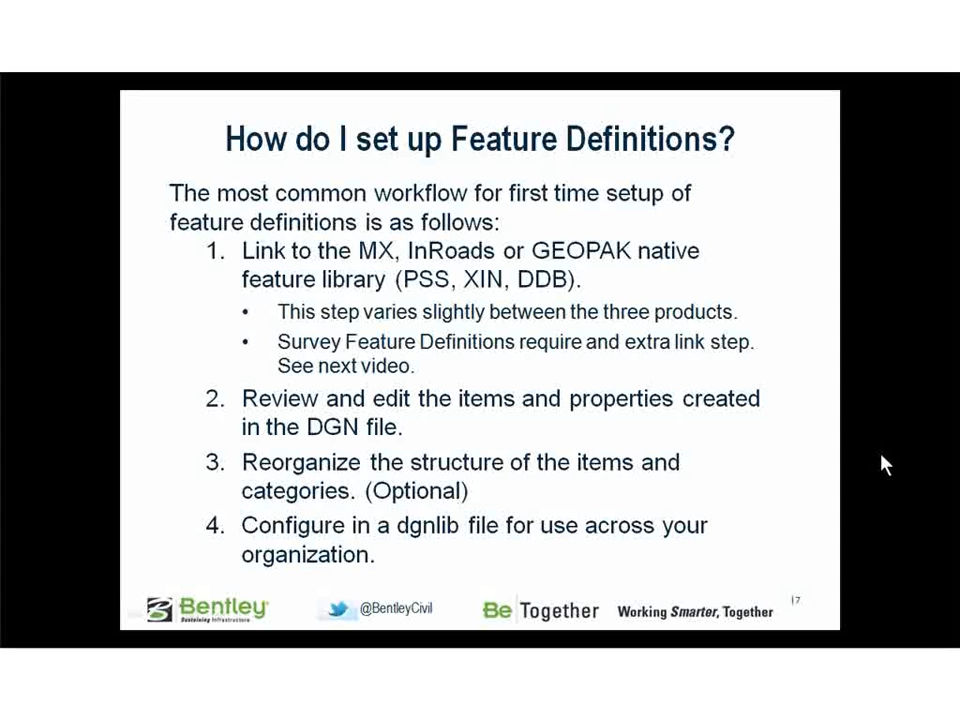 How do I set up Feature Definitions?
The most common workflow for first time setup of
feature definitions is as follows:
1. Link to the MX, InRoads or GEOPAK native
feature library (PSS, XIN, DDB).
• This step varies slightly between the three products.
• Survey Feature Definitions require and extra link step.
See next video.
2. Review and edit the items and properties created
in the DGN file.
3. Reorganize the structure of the items and
categories. (Optional)
4. Configure in a dgnlib file for use across your
organization.
Bentley
Sustaining Infrastructure
@BentleyCivil
Be Together
Working Smarter, Together
| 7